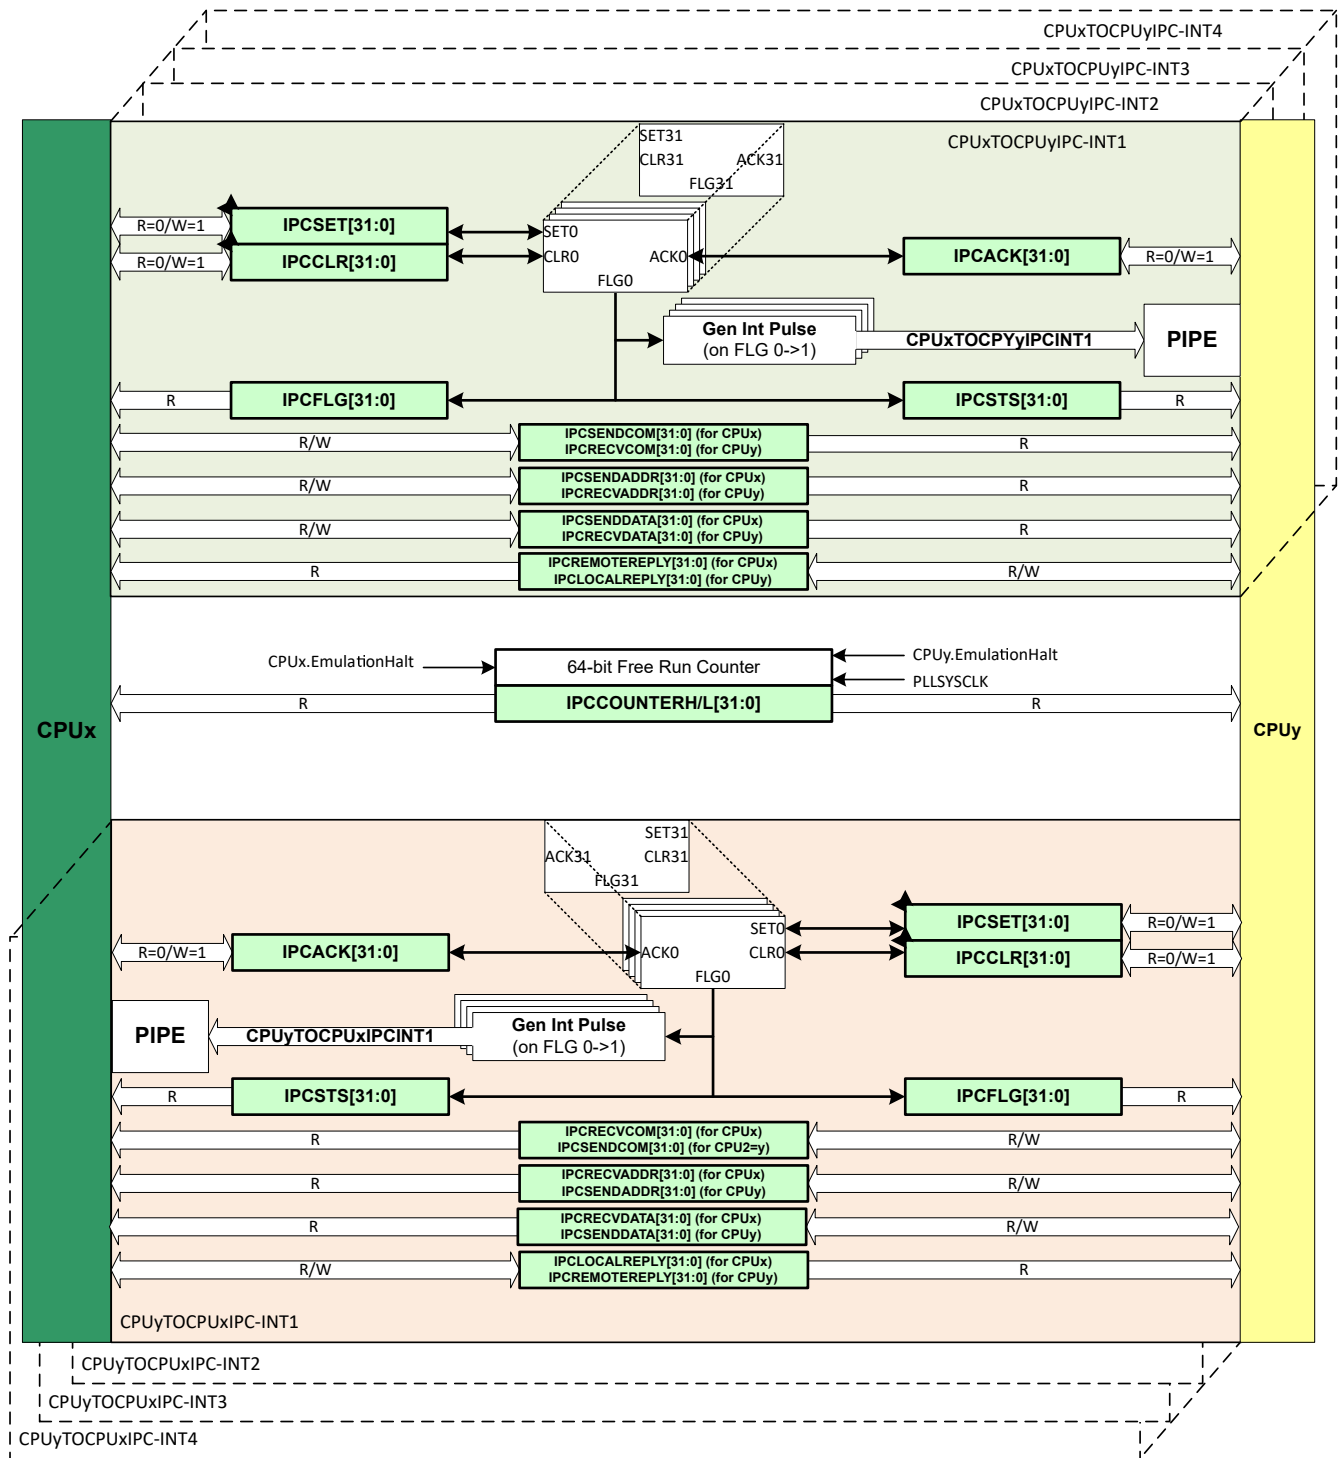 CPUxTOCPUyIPC-INT4
CPUxTOCPUyIPC-INT3
CPUxTOCPUyIPC-INT2
CPUxTOCPUyIPC-INT1
SET31
CLR31 ACK31
FLG31
R=0/W=1 IPCSET[31:0] SET0
R=0/W=1 IPCCLR[31:0] CLR0 ACK0 IPCACK[31:0] R=0/W=1
FLG0
Gen Int Pulse
(on FLG 0->1) CPUxTOCPYyIPCINT1 PIPE
R IPCFLG[31:0] IPCSTS[31:0] R
IPCSENDCOM[31:0] (for CPUx)
R/W IPCRECVCOM[31:0] (for CPUy) R
IPCSENDADDR[31:0] (for CPUx)
R/W IPCRECVADDR[31:0] (for CPUy) R
IPCSENDDATA[31:0] (for CPUx)
R/W IPCRECVDATA[31:0] (for CPUy) R
IPCREMOTEREPLY[31:0] (for CPUx)
R IPCLOCALREPLY[31:0] (for CPUy) R/W
CPUx.EmulationHalt 64-bit Free Run Counter CPUy.EmulationHalt
PLLSYSCLK
R IPCCOUNTERH/L[31:0] R
CPUx CPUy
SET31
ACK31 CLR31
FLG31
SET0 IPCSET[31:0] R=0/W=1
R=0/W=1 IPCACK[31:0] ACK0 CLR0 IPCCLR[31:0] R=0/W=1
FLG0
PIPE CPUyTOCPUxIPCINT1 Gen Int Pulse
(on FLG 0->1)
R IPCSTS[31:0] IPCFLG[31:0] R
IPCRECVCOM[31:0] (for CPUx)
R IPCSENDCOM[31:0] (for CPU2=y) R/W
IPCRECVADDR[31:0] (for CPUx)
R IPCSENDADDR[31:0] (for CPUy) R/W
IPCRECVDATA[31:0] (for CPUx)
R IPCSENDDATA[31:0] (for CPUy) R/W
IPCLOCALREPLY[31:0] (for CPUx)
R/W IPCREMOTEREPLY[31:0] (for CPUy) R
CPUyTOCPUxIPC-INT1
CPUyTOCPUxIPC-INT2
CPUyTOCPUxIPC-INT3
CPUyTOCPUxIPC-INT4